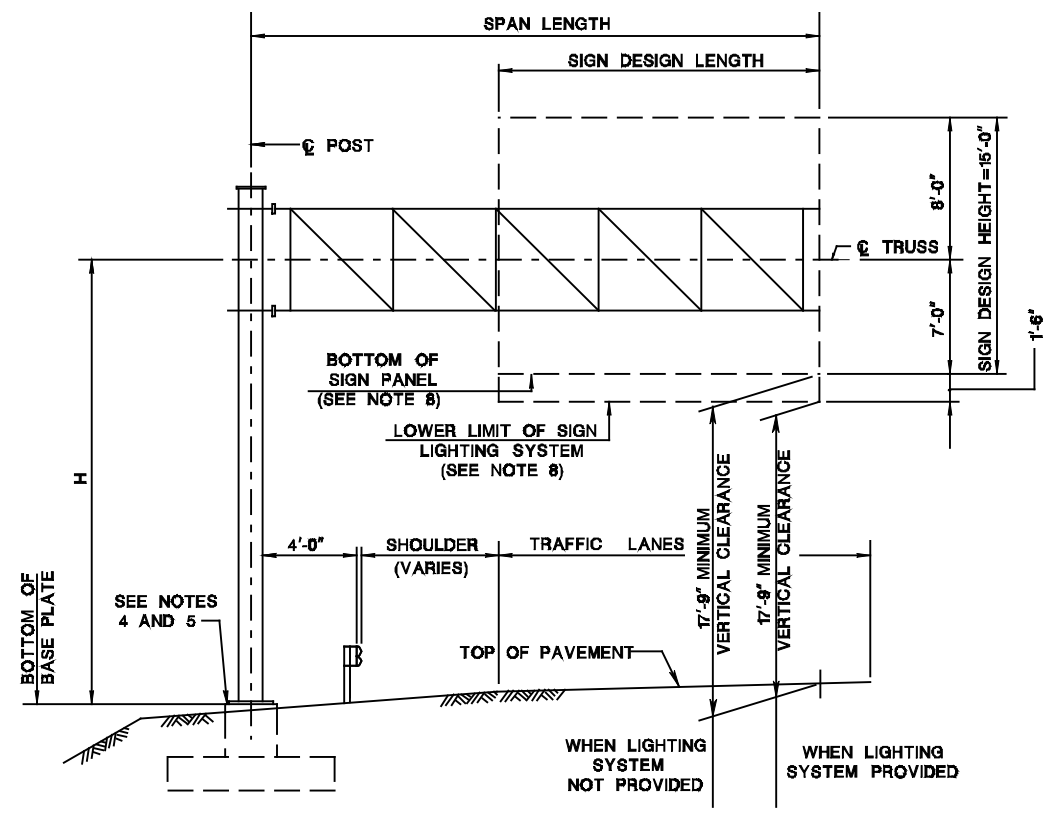 SPAN LENGTH
SIGN DESIGN LENGTH
℄ POST
8'-0"
SIGN DESIGN HEIGHT=15'-0"
℄ TRUSS
7'-0"
1'-6"
BOTTOM OF
SIGN PANEL
(SEE NOTE 8)
LOWER LIMIT OF SIGN
LIGHTING SYSTEM
(SEE NOTE 8)
H
17'-9" MINIMUM
VERTICAL CLEARANCE
17'-9" MINIMUM
VERTICAL CLEARANCE
4'-0"
SHOULDER
(VARIES)
TRAFFIC LANES
BOTTOM OF
BASE PLATE
SEE NOTES
4 AND 5
TOP OF PAVEMENT
WHEN LIGHTING
SYSTEM
NOT PROVIDED
WHEN LIGHTING
SYSTEM PROVIDED